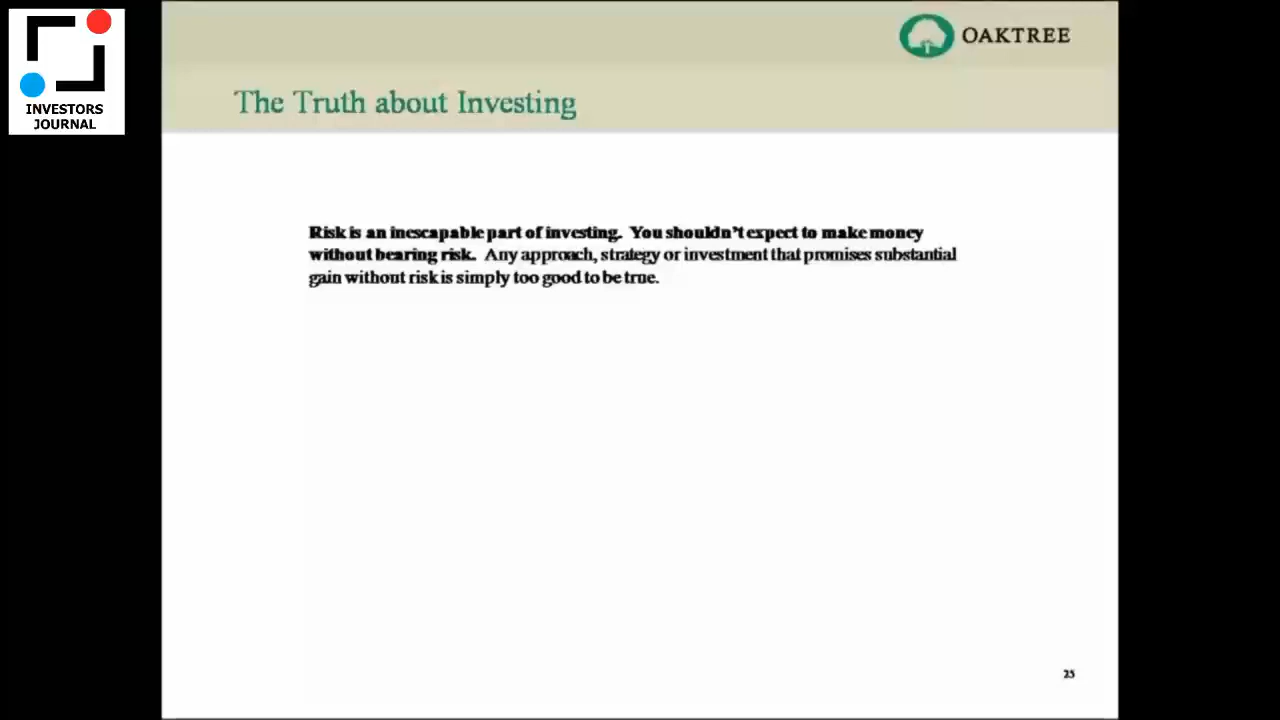 INVESTORS
JOURNAL
OAKTREE
The Truth about Investing
Risk is an inescapable part of investing. You shouldn't expect to make money
without bearing risk. Any approach, strategy or investment that promises substantial
gain without risk is simply too good to be true.
25